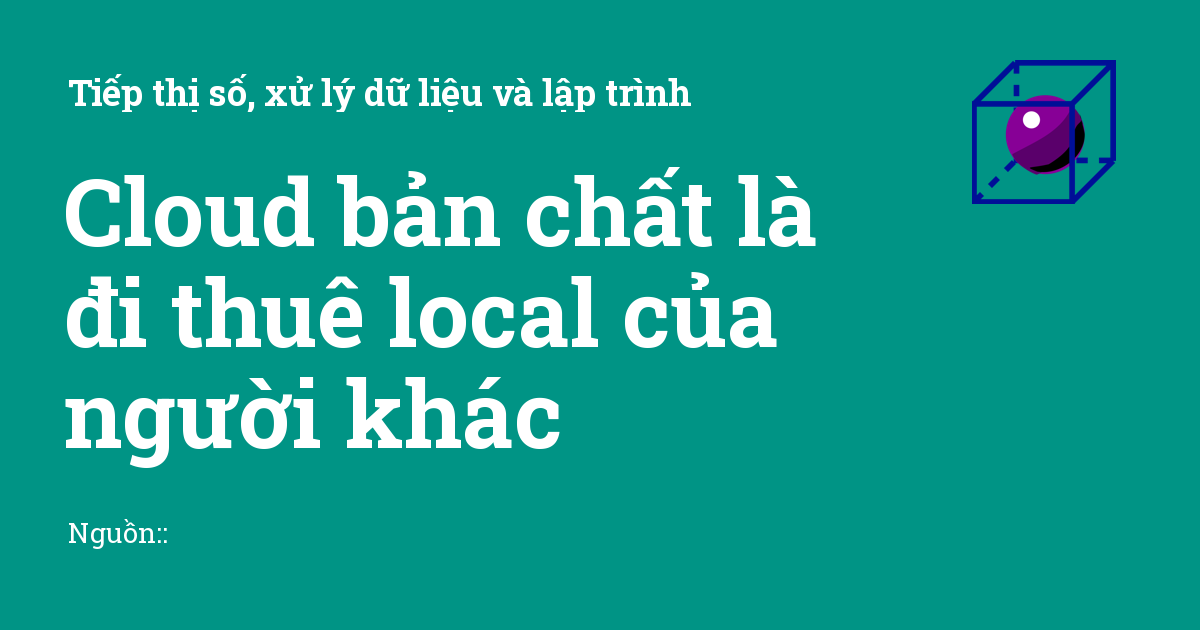 Tiếp thị số, xử lý dữ liệu và lập trình
Cloud bản chất là
đi thuê local của
người khác
Nguồn::